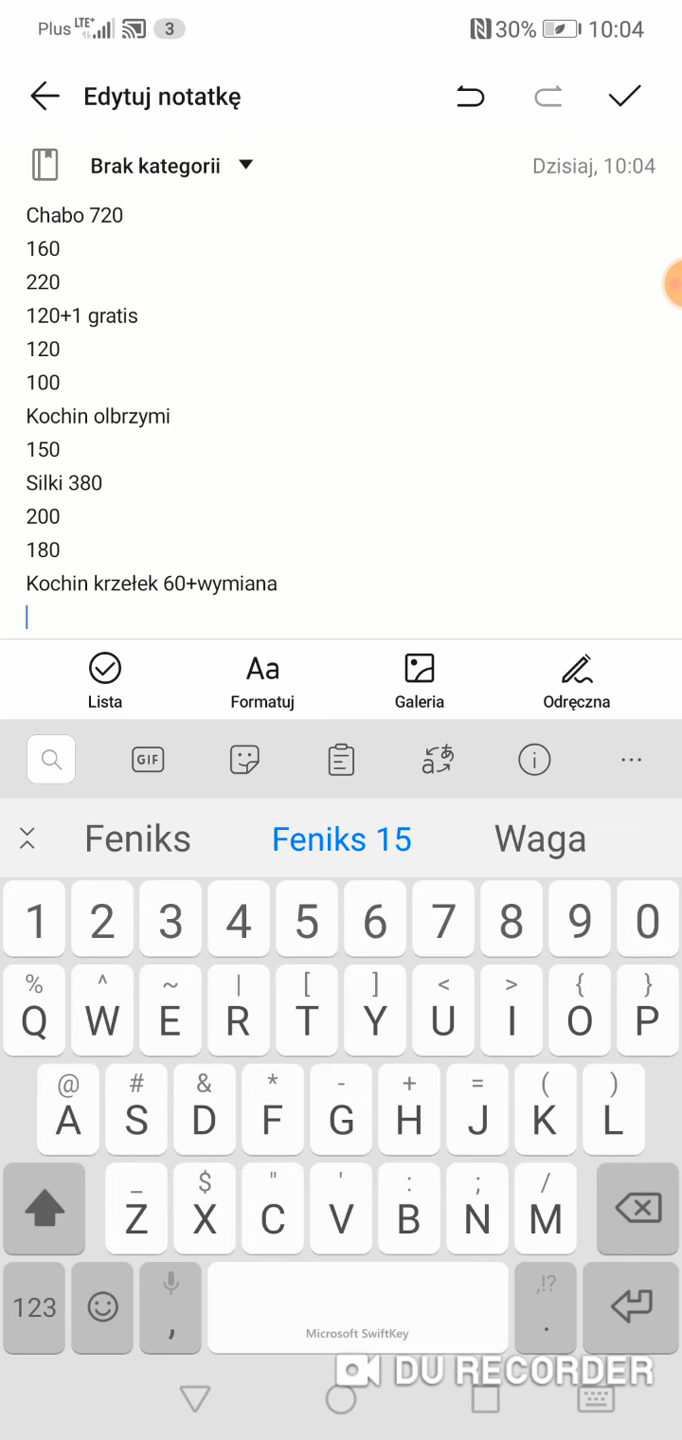 Plus LTE+ 3 30% 10:04
Edytuj notatkę
Brak kategorii Dzisiaj, 10:04
Chabo 720
160
220
120+1 gratis
120
100
Kochin olbrzymi
150
Silki 380
200
180
Kochin krzełek 60+wymiana
Lista Aa Formatuj Galeria Odręczna
GIF aあ
Feniks Feniks 15 Waga
1 2 3 4 5 6 7 8 9 0
% ^ ~ | [ ] < > { }
Q W E R T Y U I O P
@ # & * - + = ( )
A S D F G H J K L
_ $ " ' : ; /
Z X C V B N M
,!?
123 , Microsoft SwiftKey .
DU RECORDER